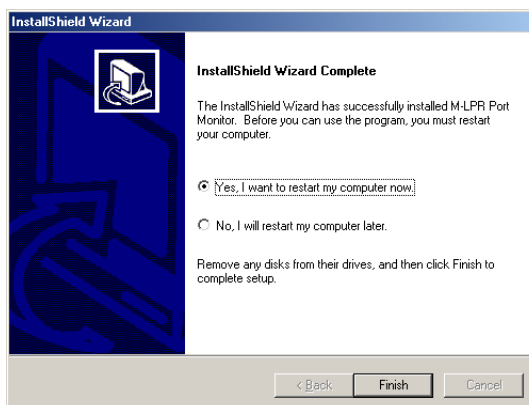 InstallShield Wizard
InstallShield Wizard Complete
The InstallShield Wizard has successfully installed M-LPR Port
Monitor. Before you can use the program, you must restart
your computer.
Yes, I want to restart my computer now.
No, I will restart my computer later.
Remove any disks from their drives, and then click Finish to
complete setup.
< Back
Finish
Cancel